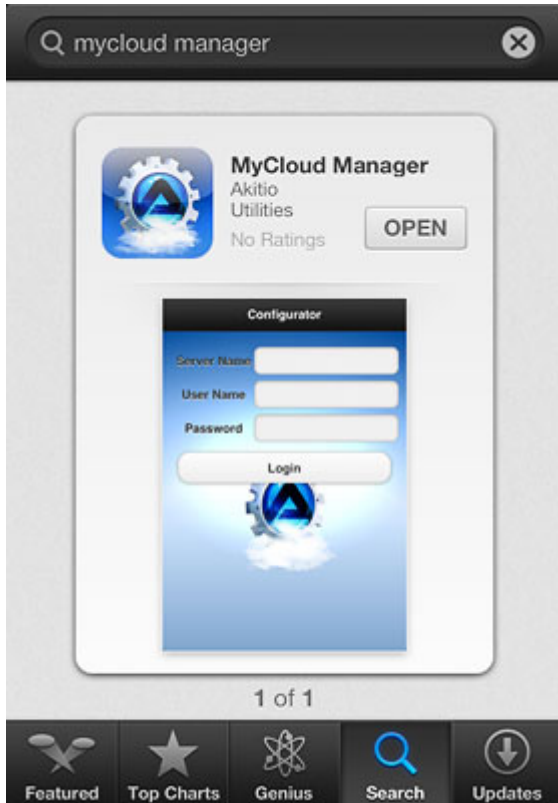 mycloud manager
MyCloud Manager
Akitio
Utilities
No Ratings
OPEN
Configurator
Server Name
User Name
Password
Login
1 of 1
Featured
Top Charts
Genius
Search
Updates